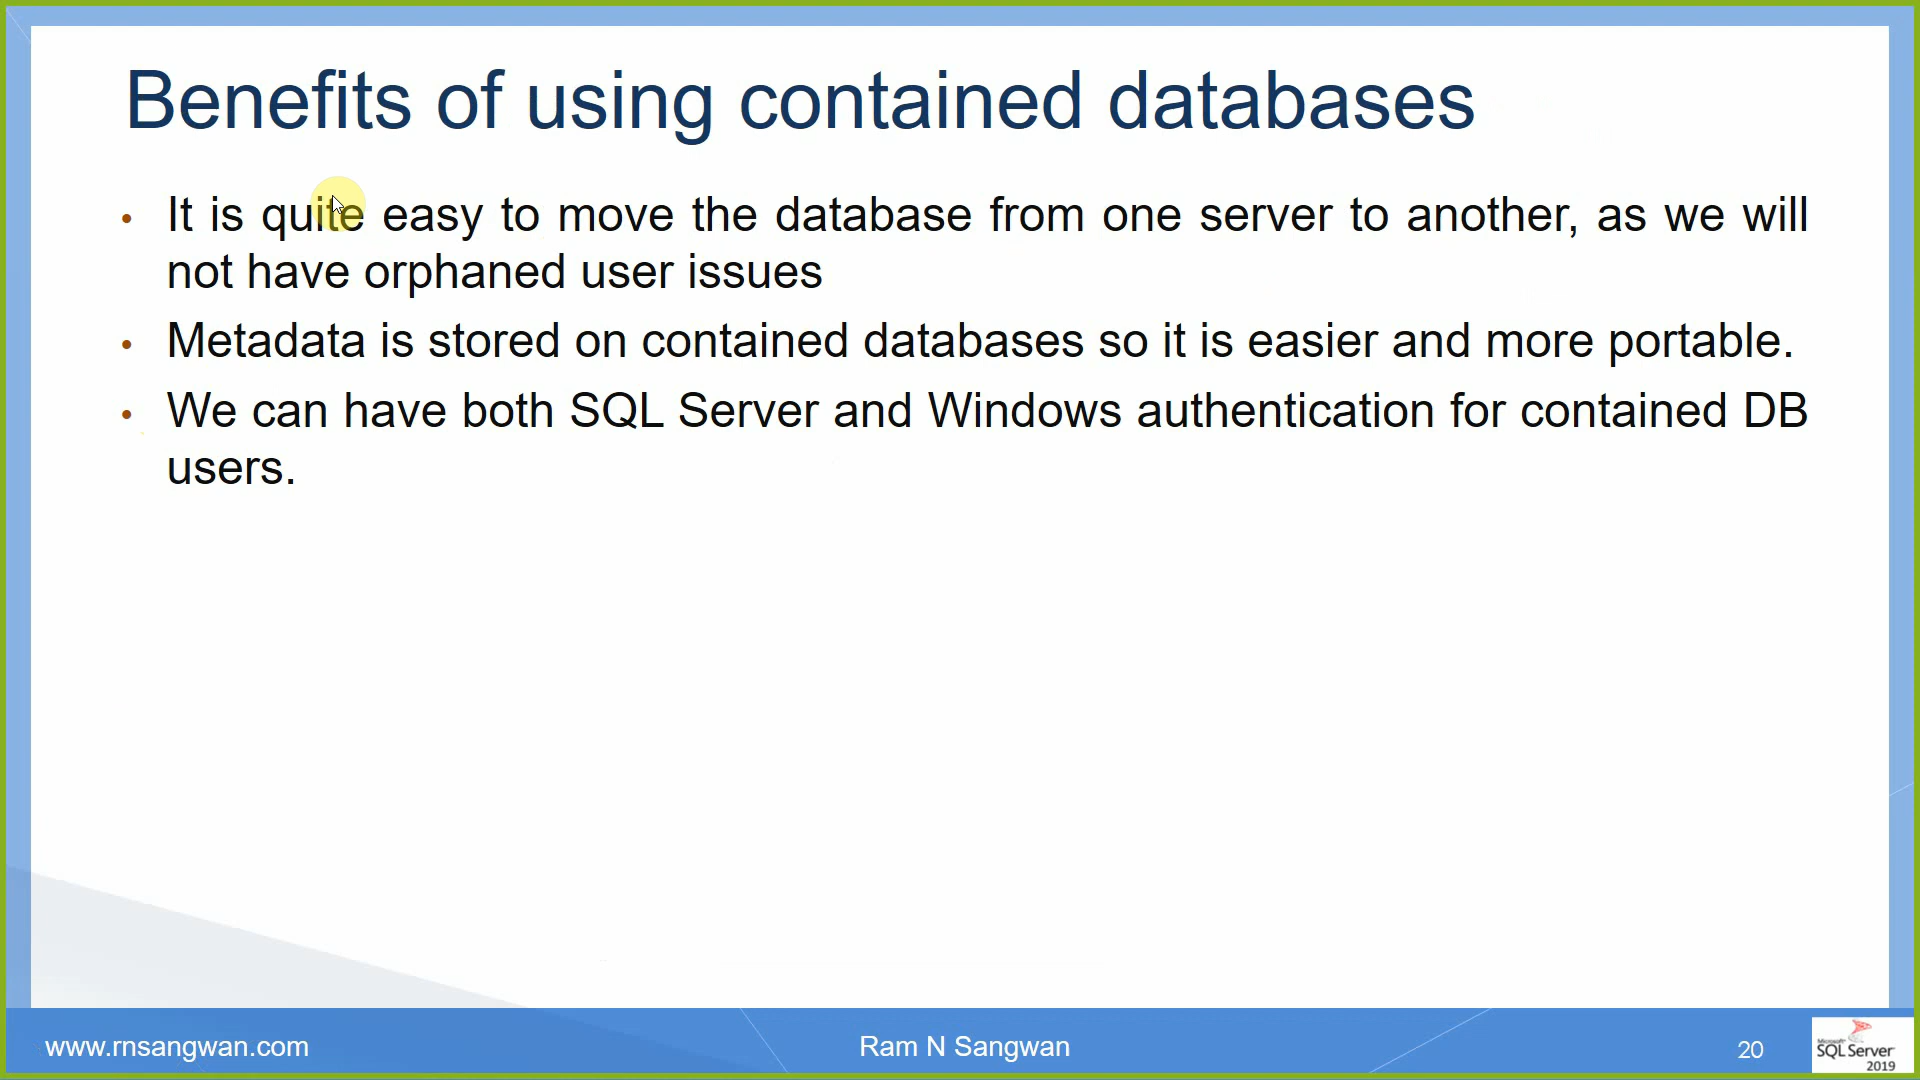 Benefits of using contained databases
• It is quite easy to move the database from one server to another, as we will
not have orphaned user issues
• Metadata is stored on contained databases so it is easier and more portable.
• We can have both SQL Server and Windows authentication for contained DB
users.
www.rnsangwan.com
Ram N Sangwan
20
Microsoft
SQL Server
2019